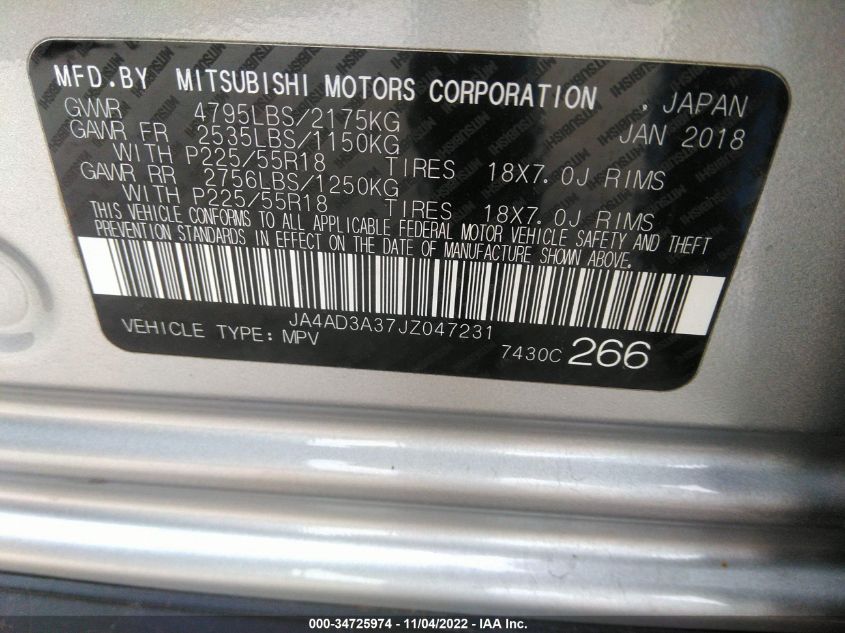 MFD.BY MITSUBISHI MOTORS CORPORATION , JAPAN
GVWR 4795LBS/2175KG JAN 2018
GAWR FR 2535LBS/1150KG
WITH P225/55R18 TIRES 18X7.0J RIMS
GAWR RR 2756LBS/1250KG
WITH P225/55R18 TIRES 18X7.0J RIMS
THIS VEHICLE CONFORMS TO ALL APPLICABLE FEDERAL MOTOR VEHICLE SAFETY AND THEFT
PREVENTION STANDARDS IN EFFECT ON THE DATE OF MANUFACTURE SHOWN ABOVE.
JA4AD3A37JZ047231
VEHICLE TYPE: MPV 7430C 266
000-34725974 - 11/04/2022 - IAA Inc.